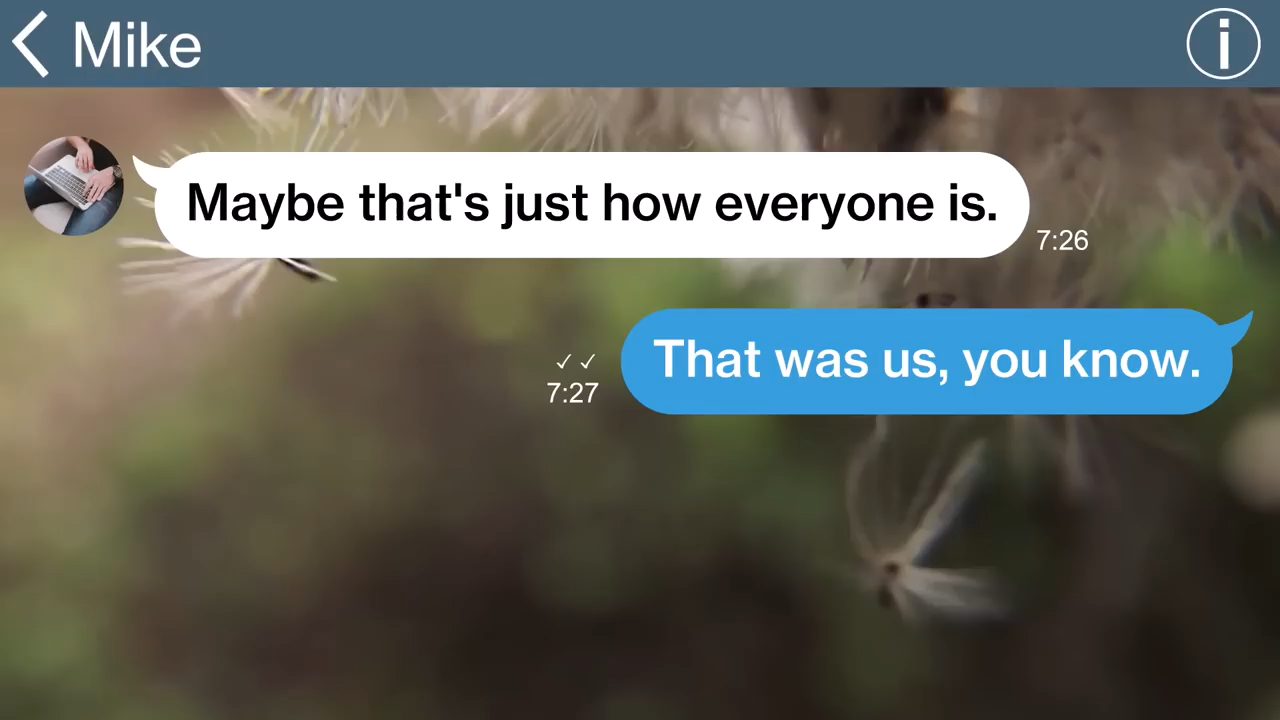 Mike
Maybe that's just how everyone is.
7:26
That was us, you know.
✓ ✓
7:27